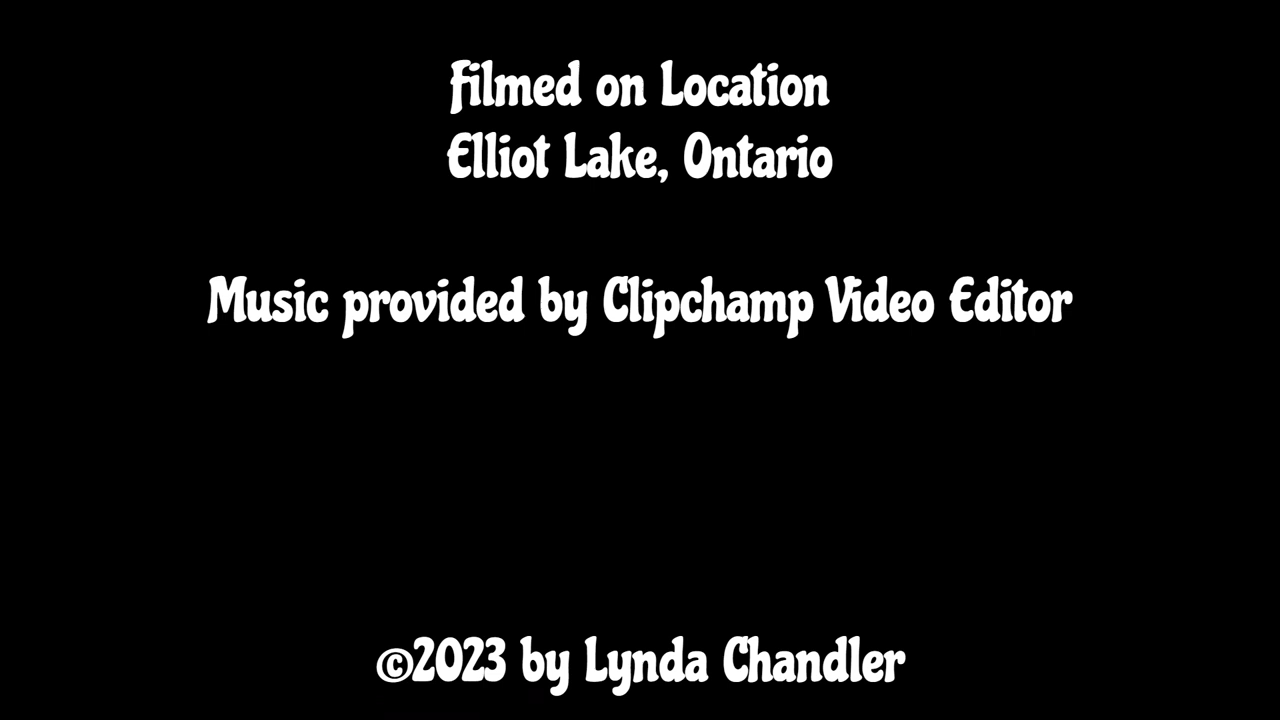 Filmed on Location
Elliot Lake, Ontario
Music provided by Clipchamp Video Editor
©2023 by Lynda Chandler